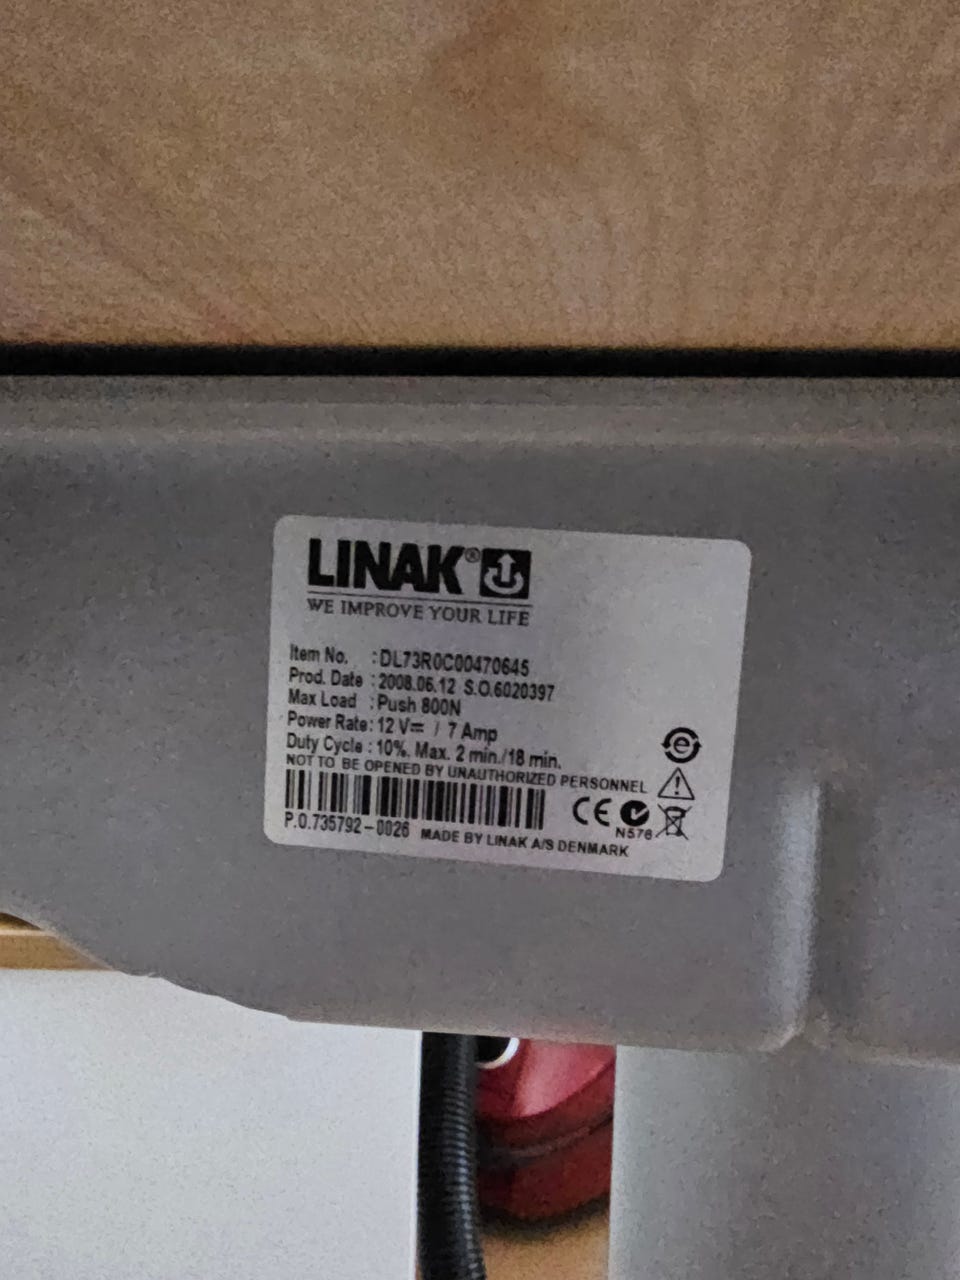 LINAK®
WE IMPROVE YOUR LIFE
Item No. : DL73R0C00470645
Prod. Date : 2008.06.12 S.O.6020397
Max Load : Push 800N
Power Rate : 12 V⎓ / 7 Amp
Duty Cycle : 10%. Max. 2 min./18 min.
NOT TO BE OPENED BY UNAUTHORIZED PERSONNEL
CE N576
P.O.735792-0026 MADE BY LINAK A/S DENMARK